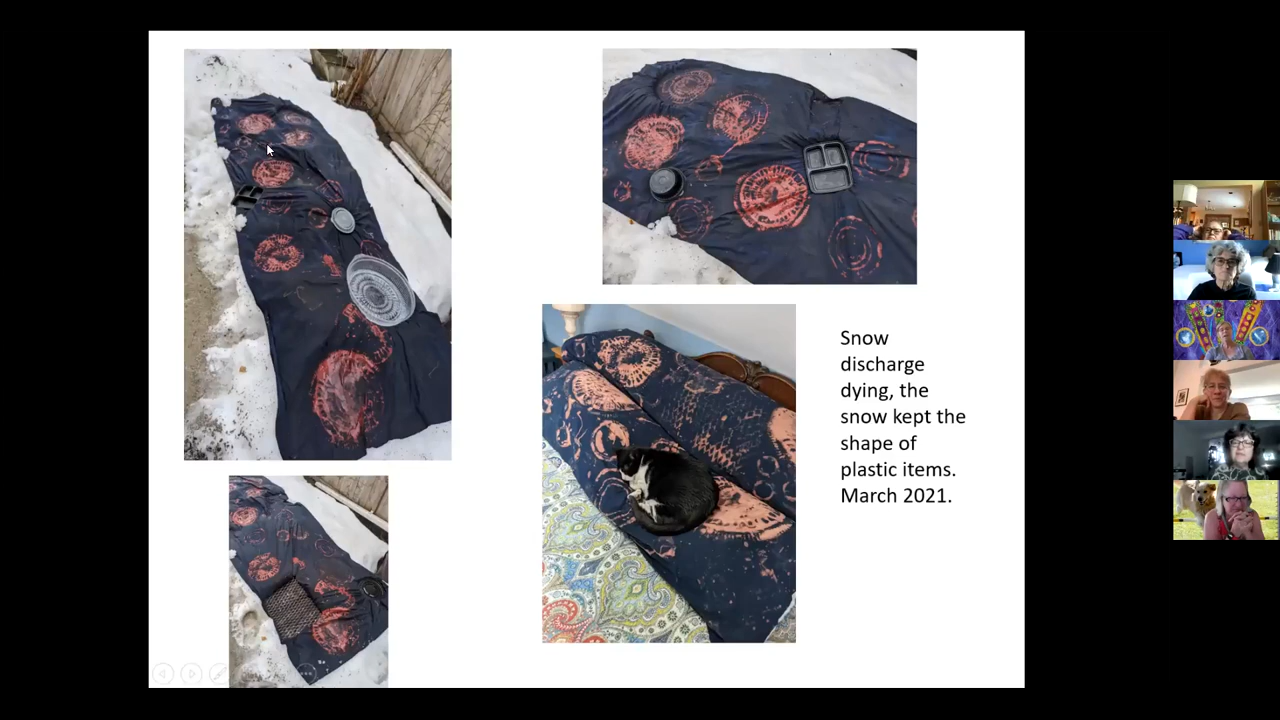 Snow
discharge
dying, the
snow kept the
shape of
plastic items.
March 2021.